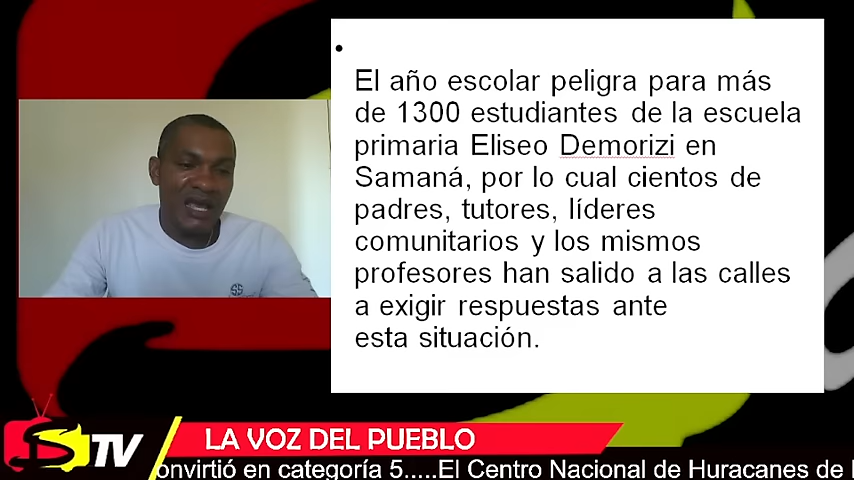 El año escolar peligra para más
de 1300 estudiantes de la escuela
primaria Eliseo Demorizi en
Samaná, por lo cual cientos de
padres, tutores, líderes
comunitarios y los mismos
profesores han salido a las calles
a exigir respuestas ante
esta situación.
STV
LA VOZ DEL PUEBLO
onvirtió en categoría 5.....El Centro Nacional de Huracanes de